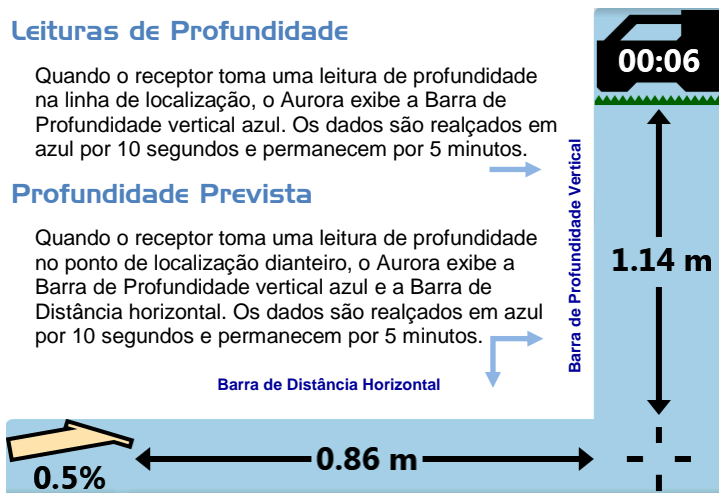 Leituras de Profundidade
Quando o receptor toma uma leitura de profundidade
na linha de localização, o Aurora exibe a Barra de
Profundidade vertical azul. Os dados são realçados em
azul por 10 segundos e permanecem por 5 minutos.
Profundidade Prevista
Quando o receptor toma uma leitura de profundidade
no ponto de localização dianteiro, o Aurora exibe a
Barra de Profundidade vertical azul e a Barra de
Distância horizontal. Os dados são realçados em azul
por 10 segundos e permanecem por 5 minutos.
Barra de Distância Horizontal
Barra de Profundidade Vertical
00:06
1.14 m
0.86 m
0.5%